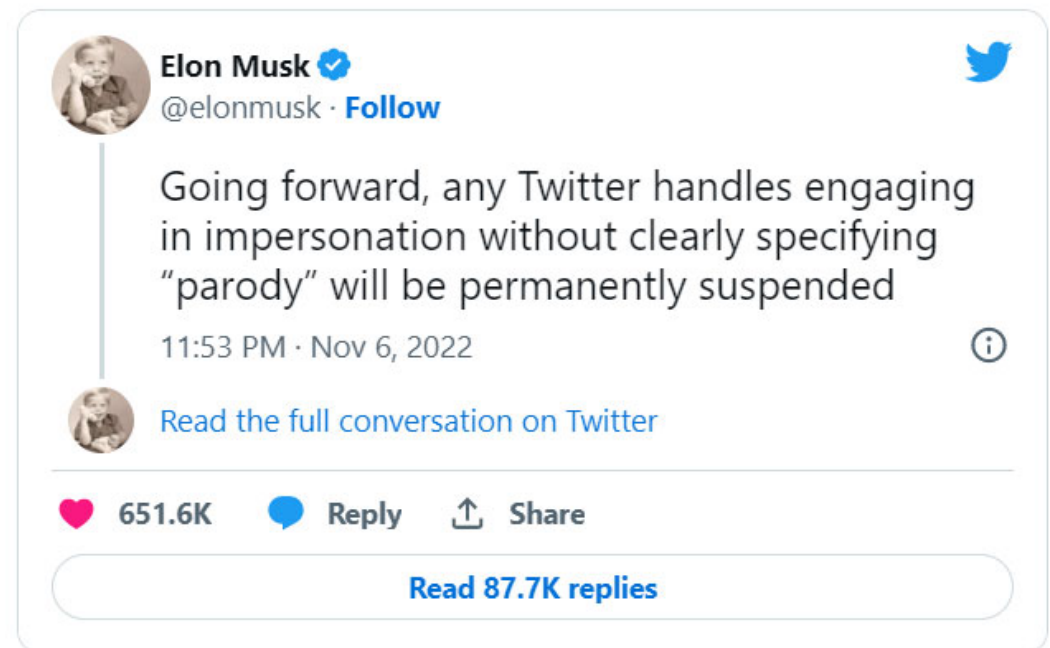 Elon Musk
@elonmusk · Follow
Going forward, any Twitter handles engaging
in impersonation without clearly specifying
“parody” will be permanently suspended
11:53 PM · Nov 6, 2022
Read the full conversation on Twitter
651.6K Reply Share
Read 87.7K replies